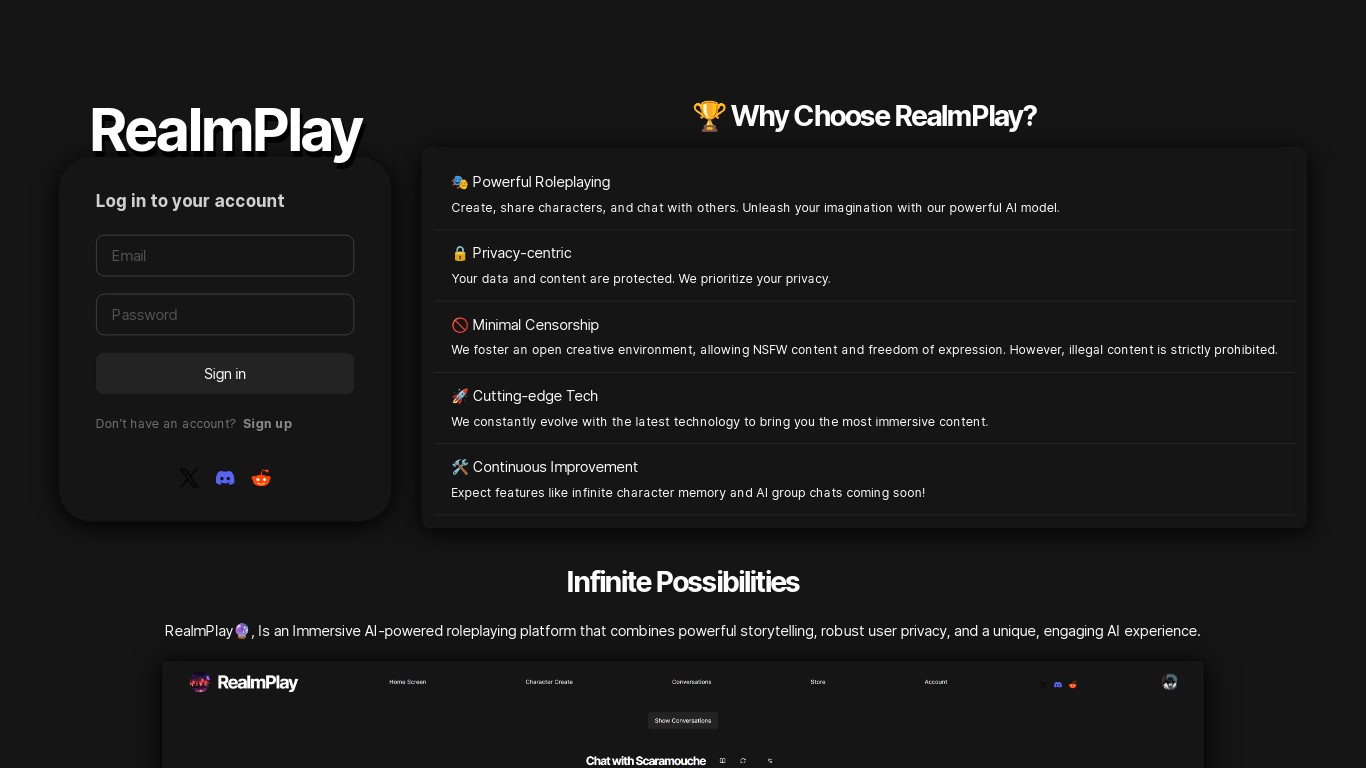 RealmPlay
Log in to your account
Email
Password
Sign in
Don't have an account? Sign up
🏆 Why Choose RealmPlay?
🎭 Powerful Roleplaying
Create, share characters, and chat with others. Unleash your imagination with our powerful AI model.
🔒 Privacy-centric
Your data and content are protected. We prioritize your privacy.
🚫 Minimal Censorship
We foster an open creative environment, allowing NSFW content and freedom of expression. However, illegal content is strictly prohibited.
🚀 Cutting-edge Tech
We constantly evolve with the latest technology to bring you the most immersive content.
🛠️ Continuous Improvement
Expect features like infinite character memory and AI group chats coming soon!
Infinite Possibilities
RealmPlay🔮, Is an Immersive AI-powered roleplaying platform that combines powerful storytelling, robust user privacy, and a unique, engaging AI experience.
RealmPlay Home Screen Character Create Conversations Store Account
Show Conversations
Chat with Scaramouche